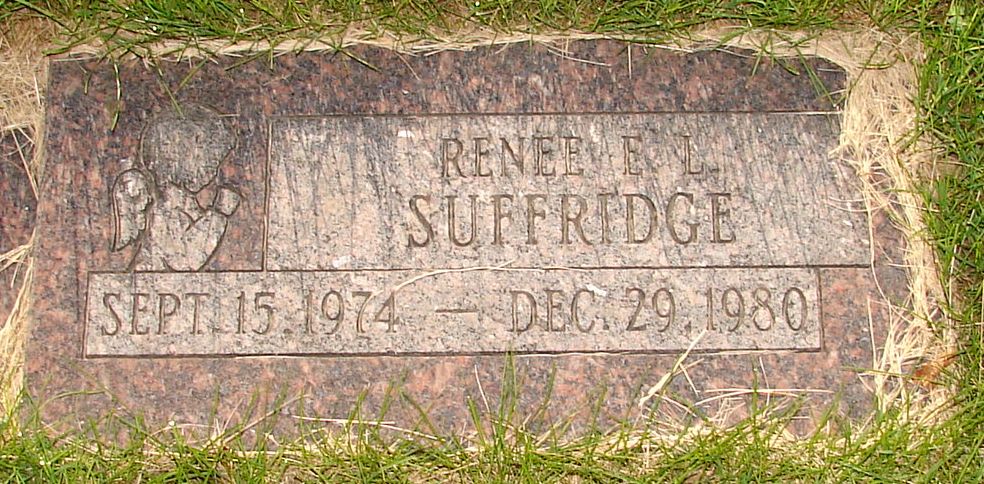 RENEE E. L.
SUFFRIDGE
SEPT. 15, 1974 — DEC. 29, 1980